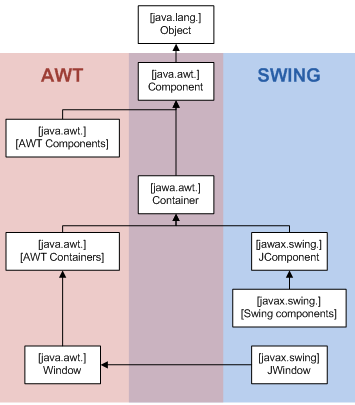 [java.lang.]
Object
AWT
SWING
[java.awt.]
Component
[java.awt.]
[AWT Components]
[jawa.awt.]
Container
[java.awt.]
[AWT Containers]
[jawax.swing.]
JComponent
[javax.swing.]
[Swing components]
[java.awt.]
Window
[javax.swing]
JWindow